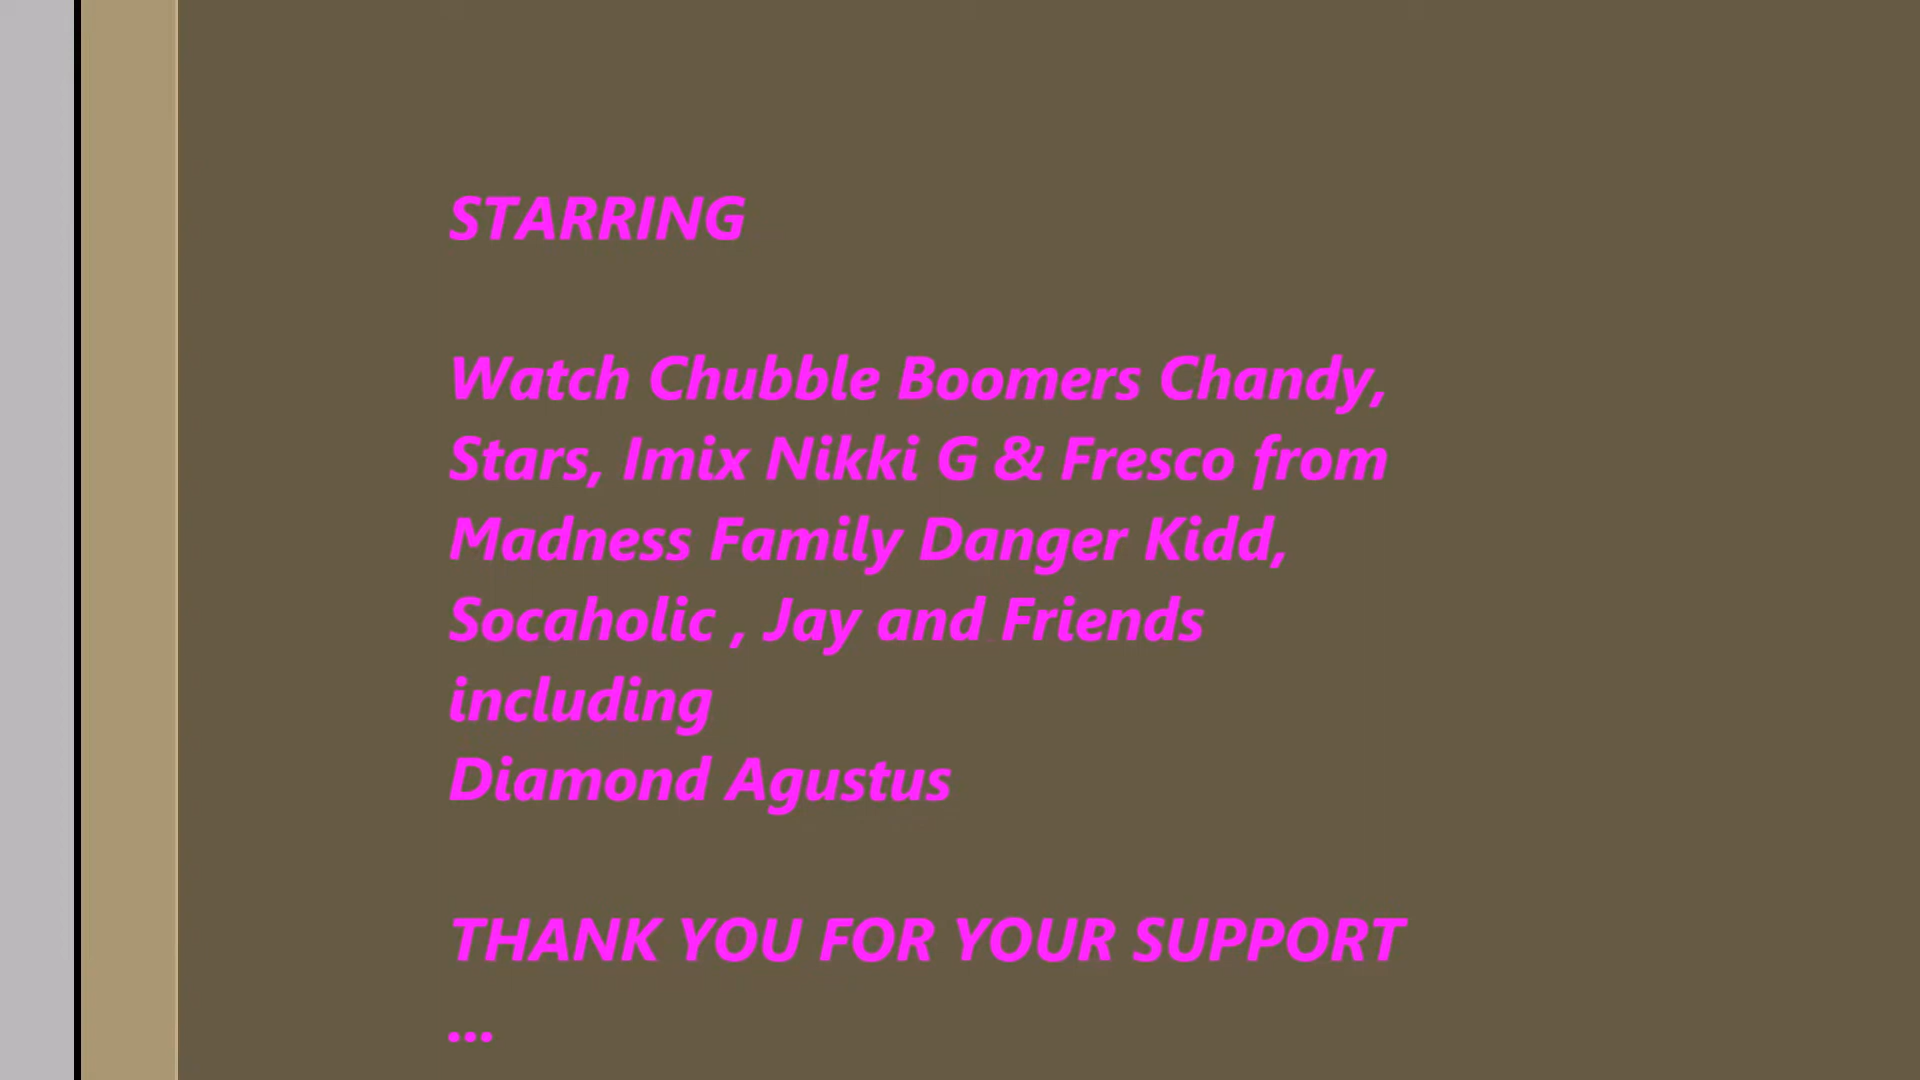 STARRING
Watch Chubble Boomers Chandy,
Stars, Imix Nikki G & Fresco from
Madness Family Danger Kidd,
Socaholic , Jay and Friends
including
Diamond Agustus
THANK YOU FOR YOUR SUPPORT
...